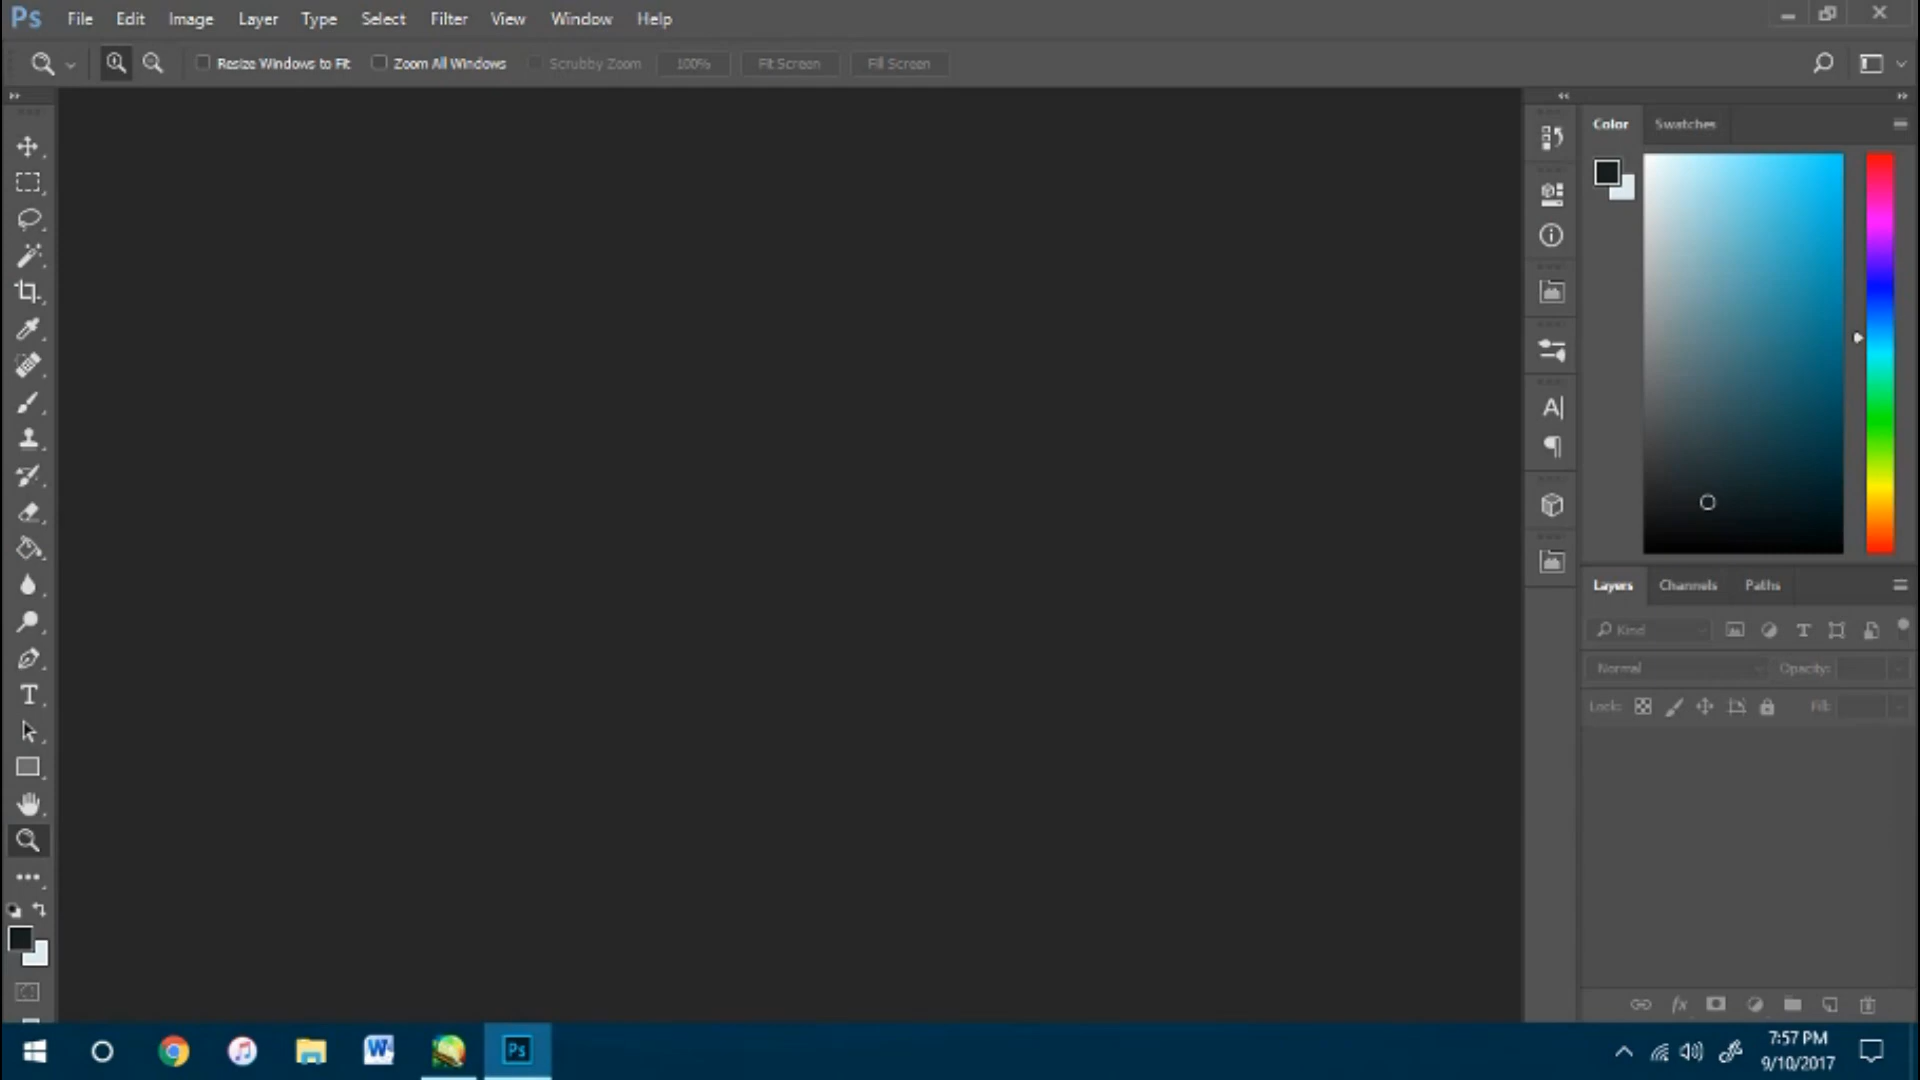 Ps File Edit Image Layer Type Select Filter View Window Help
Resize Windows to Fit Zoom All Windows Scrubby Zoom 100% Fit Screen Fill Screen
Color Swatches
A
Layers Channels Paths
Kind
T
Normal Opacity:
Lock: Fill:
T
fx
W Ps
7:57 PM
9/10/2017